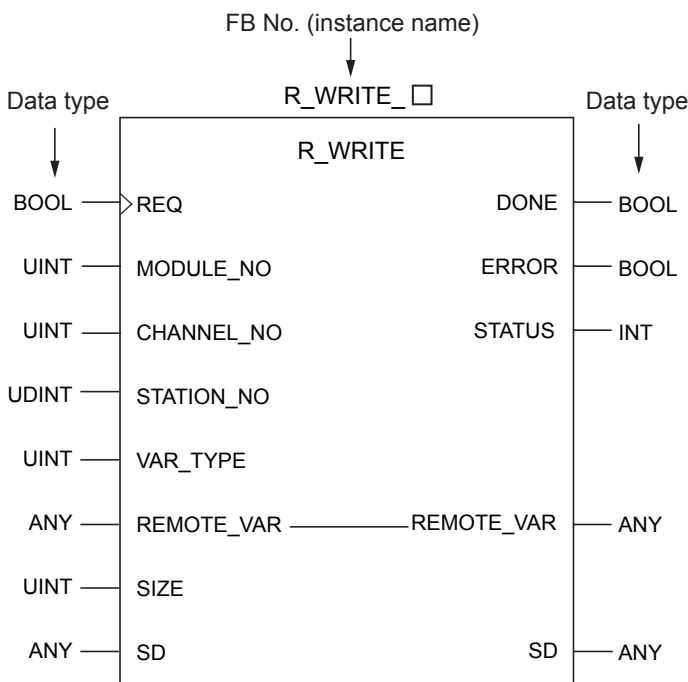 FB No. (instance name)
R_WRITE_ □
Data type Data type
R_WRITE
BOOL REQ DONE BOOL
UINT MODULE_NO ERROR BOOL
UINT CHANNEL_NO STATUS INT
UDINT STATION_NO
UINT VAR_TYPE
ANY REMOTE_VAR REMOTE_VAR ANY
UINT SIZE
ANY SD SD ANY